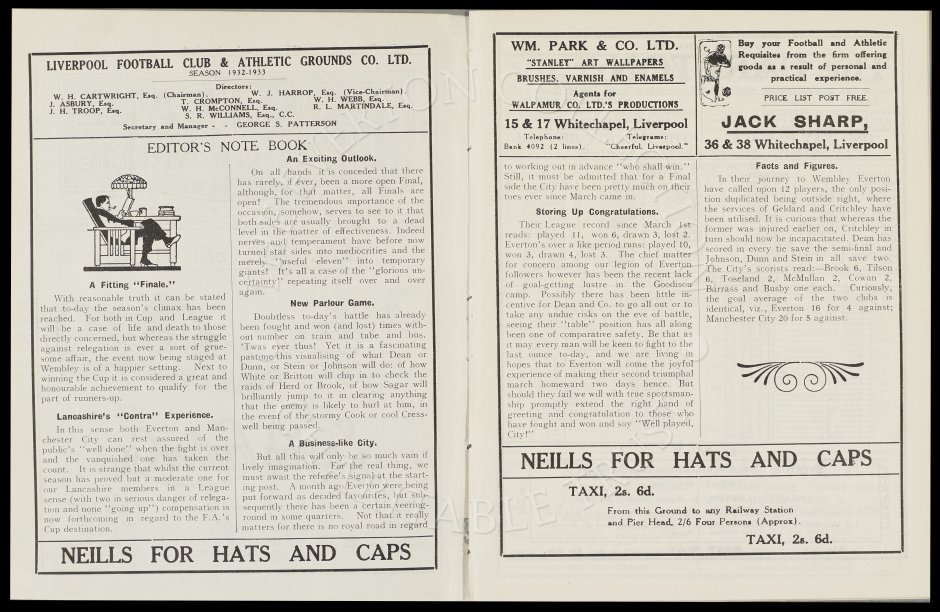 LIVERPOOL FOOTBALL CLUB & ATHLETIC GROUNDS CO. LTD.
SEASON 1932-1933
Directors:
W. H. CARTWRIGHT, Esq. (Chairman).
W. J. HARROP, Esq. (Vice-Chairman).
J. ASBURY, Esq.
T. CROMPTON, Esq.
W. H. WEBB, Esq.
J. H. TROOP, Esq.
W. H. McCONNELL, Esq.
R. L. MARTINDALE, Esq.
S. R. WILLIAMS, Esq., C.C.
Secretary and Manager - - GEORGE S. PATTERSON
EDITOR'S NOTE BOOK
A Fitting "Finale."
With reasonable truth it can be stated
that to-day the season's climax has been
reached. For both in Cup and League it
will be a case of life and death to those
directly concerned, but whereas the struggle
against relegation is ever a sort of grue-
some affair, the event now being staged at
Wembley is of a happier setting. Next to
winning the Cup it is considered a great and
honourable achievement to qualify for the
part of runners-up.
Lancashire's "Contra" Experience.
In this sense both Everton and Man-
chester City can rest assured of the
public's "well done" when the fight is over
and the vanquished one has taken the
count. It is strange that whilst the current
season has proved but a moderate one for
our Lancashire members in a League
sense (with two in serious danger of relega-
tion and none "going up") compensation is
now forthcoming in regard to the F.A.'s
Cup destination.
An Exciting Outlook.
On all hands it is conceded that there
has rarely, if ever, been a more open Final,
although, for that matter, all Finals are
open! The tremendous importance of the
occasion, somehow, serves to see to it that
both sides are usually brought to a dead
level in the matter of effectiveness. Indeed
nerves and temperament have before now
turned star sides into mediocrities and the
merely "useful eleven" into temporary
giants! It's all a case of the "glorious un-
certainty" repeating itself over and over
again.
New Parlour Game.
Doubtless to-day's battle has already
been fought and won (and lost) times with-
out number on train and tube and bus.
'Twas ever thus! Yet it is a fascinating
pastime this visualising of what Dean or
Dunn, or Stein or Johnson will do: of how
White or Britton will chip in to check the
raids of Herd or Brook, of how Sagar will
brilliantly jump to it in clearing anything
that the enemy is likely to hurl at him, in
the event of the stormy Cook or cool Cress-
well being passed.
A Business-like City.
But all this will only be so much vain if
lively imagination. For the real thing, we
must await the referee's signal at the start-
ing post. A month ago Everton were being
put forward as decided favourites, but sub-
sequently there has been a certain veering-
round in some quarters. Not that it really
matters for there is no royal road in regard
NEILLS FOR HATS AND CAPS
WM. PARK & CO. LTD.
"STANLEY" ART WALLPAPERS
BRUSHES, VARNISH AND ENAMELS
Agents for
WALPAMUR CO. LTD.'S PRODUCTIONS
15 & 17 Whitechapel, Liverpool
Telephone: Telegrams:
Bank 4092 (2 lines). "Cheerful, Liverpool."
Buy your Football and Athletic
Requisites from the firm offering
goods as a result of personal and
practical experience.
PRICE LIST POST FREE.
JACK SHARP,
36 & 38 Whitechapel, Liverpool
to working out in advance "who shall win."
Still, it must be admitted that for a Final
side the City have been pretty much on their
toes ever since March came in.
Storing Up Congratulations.
Their League record since March 1st
reads: played 11, won 6, drawn 3, lost 2.
Everton's over a like period runs: played 10,
won 3, drawn 4, lost 3. The chief matter
for concern among our legion of Everton
followers however has been the recent lack
of goal-getting lustre in the Goodison
camp. Possibly there has been little in-
centive for Dean and Co. to go all out or to
take any undue risks on the eve of battle,
seeing their "table" position has all along
been one of comparative safety. Be that as
it may every man will be keen to fight to the
last ounce to-day, and we are living in
hopes that to Everton will come the joyful
experience of making their second triumphal
march homeward two days hence. But
should they fail we will with true sportsman-
ship promptly extend the right hand of
greeting and congratulation to those who
have fought and won and say "Well played,
City!"
Facts and Figures.
In their journey to Wembley Everton
have called upon 12 players, the only posi-
tion duplicated being outside right, where
the services of Geldard and Critchley have
been utilised. It is curious that whereas the
former was injured earlier on, Critchley in
turn should now be incapacitated. Dean has
scored in every tie save the semi-final and
Johnson, Dunn and Stein in all save two.
The City's scorists read:—Brook 6, Tilson
6, Toseland 2, McMullan 2, Cowan 2,
Barrass and Busby one each. Curiously,
the goal average of the two clubs is
identical, viz., Everton 16 for 4 against;
Manchester City 20 for 5 against.
NEILLS FOR HATS AND CAPS
TAXI, 2s. 6d.
From this Ground to any Railway Station
and Pier Head, 2/6 Four Persons (Approx).
TAXI, 2s. 6d.